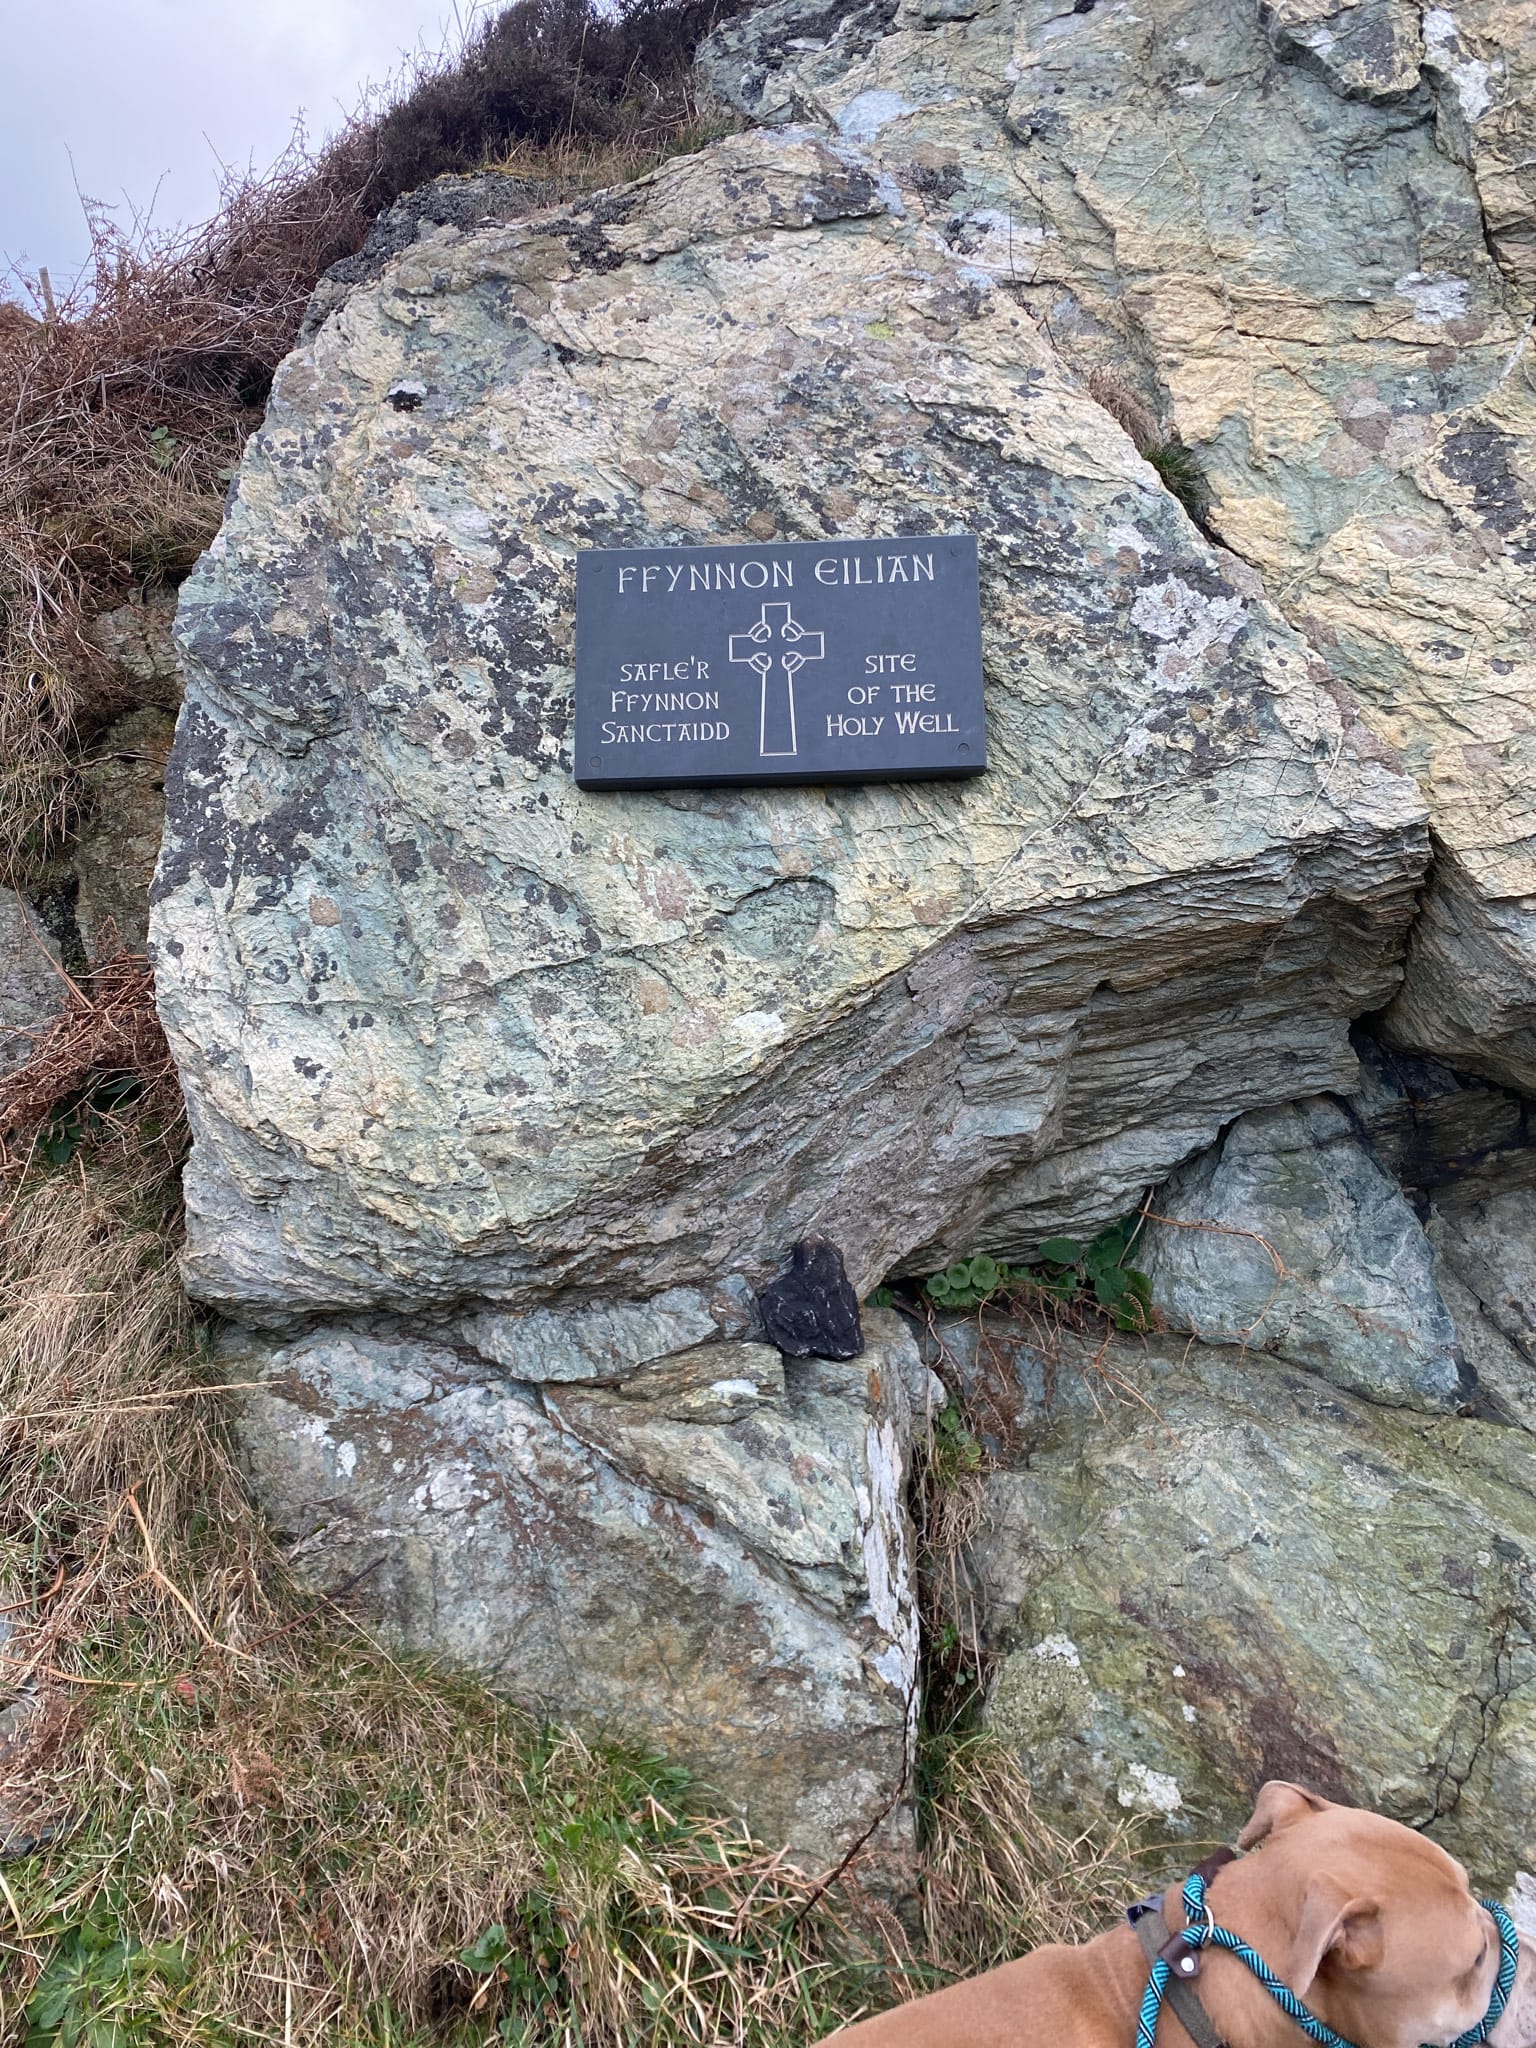 FFYNNON EILIAN
SAFLE'R
FFYNNON
SANCTAIDD
SITE
OF THE
HOLY WELL